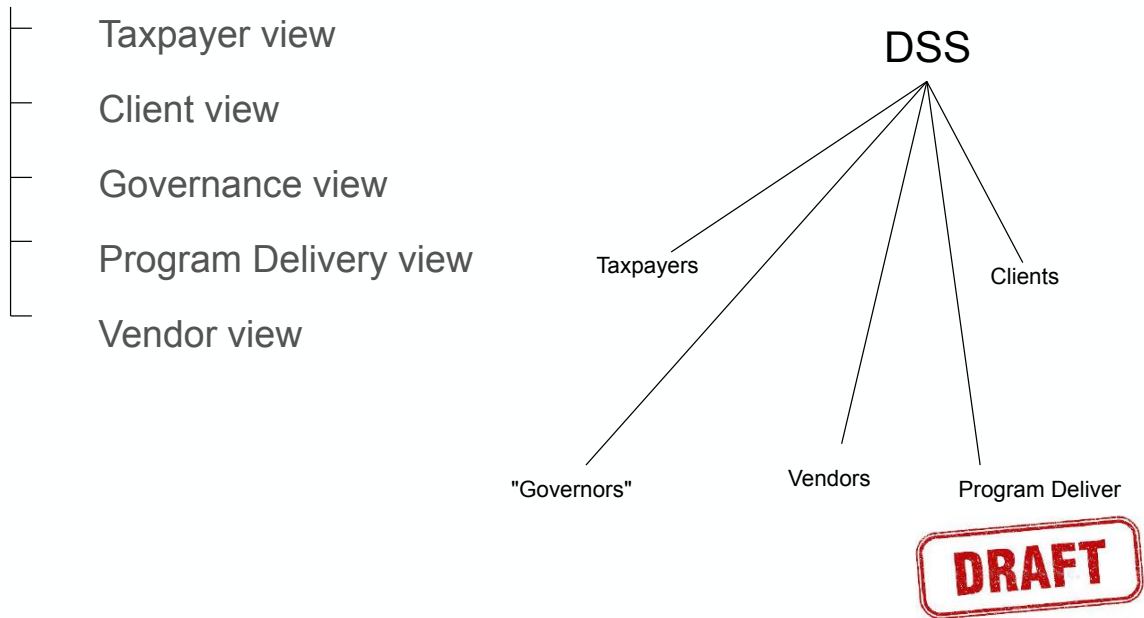 Taxpayer view
Client view
Governance view
Program Delivery view
Vendor view
DSS
Taxpayers
Clients
"Governors"
Vendors
Program Deliver
DRAFT